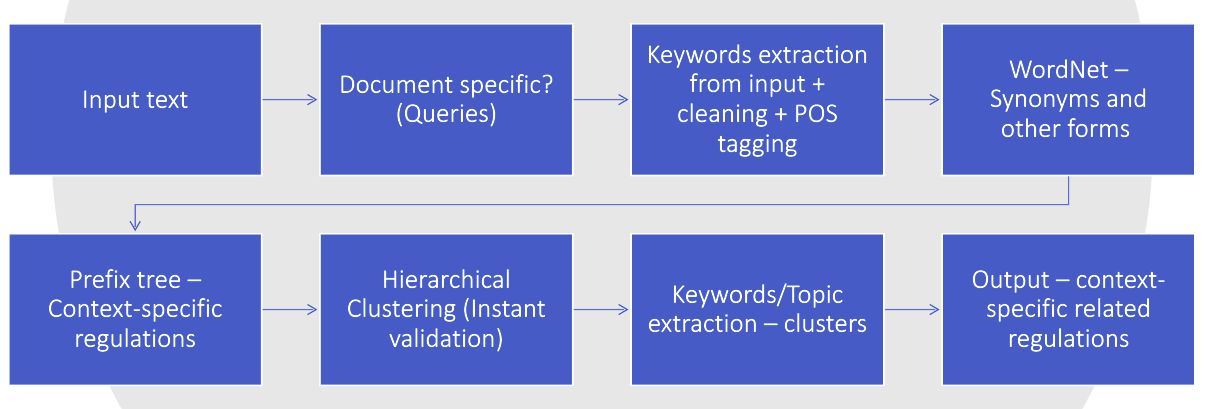 Input text
Document specific?
(Queries)
Keywords extraction
from input +
cleaning + POS
tagging
WordNet –
Synonyms and
other forms
Prefix tree –
Context-specific
regulations
Hierarchical
Clustering (Instant
validation)
Keywords/Topic
extraction – clusters
Output – context-
specific related
regulations